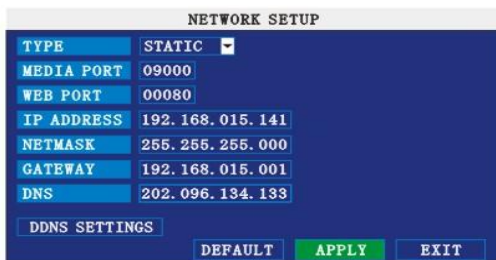 NETWORK SETUP
TYPE STATIC
MEDIA PORT 09000
WEB PORT 00080
IP ADDRESS 192.168.015.141
NETMASK 255.255.255.000
GATEWAY 192.168.015.001
DNS 202.096.134.133
DDNS SETTINGS
DEFAULT APPLY EXIT